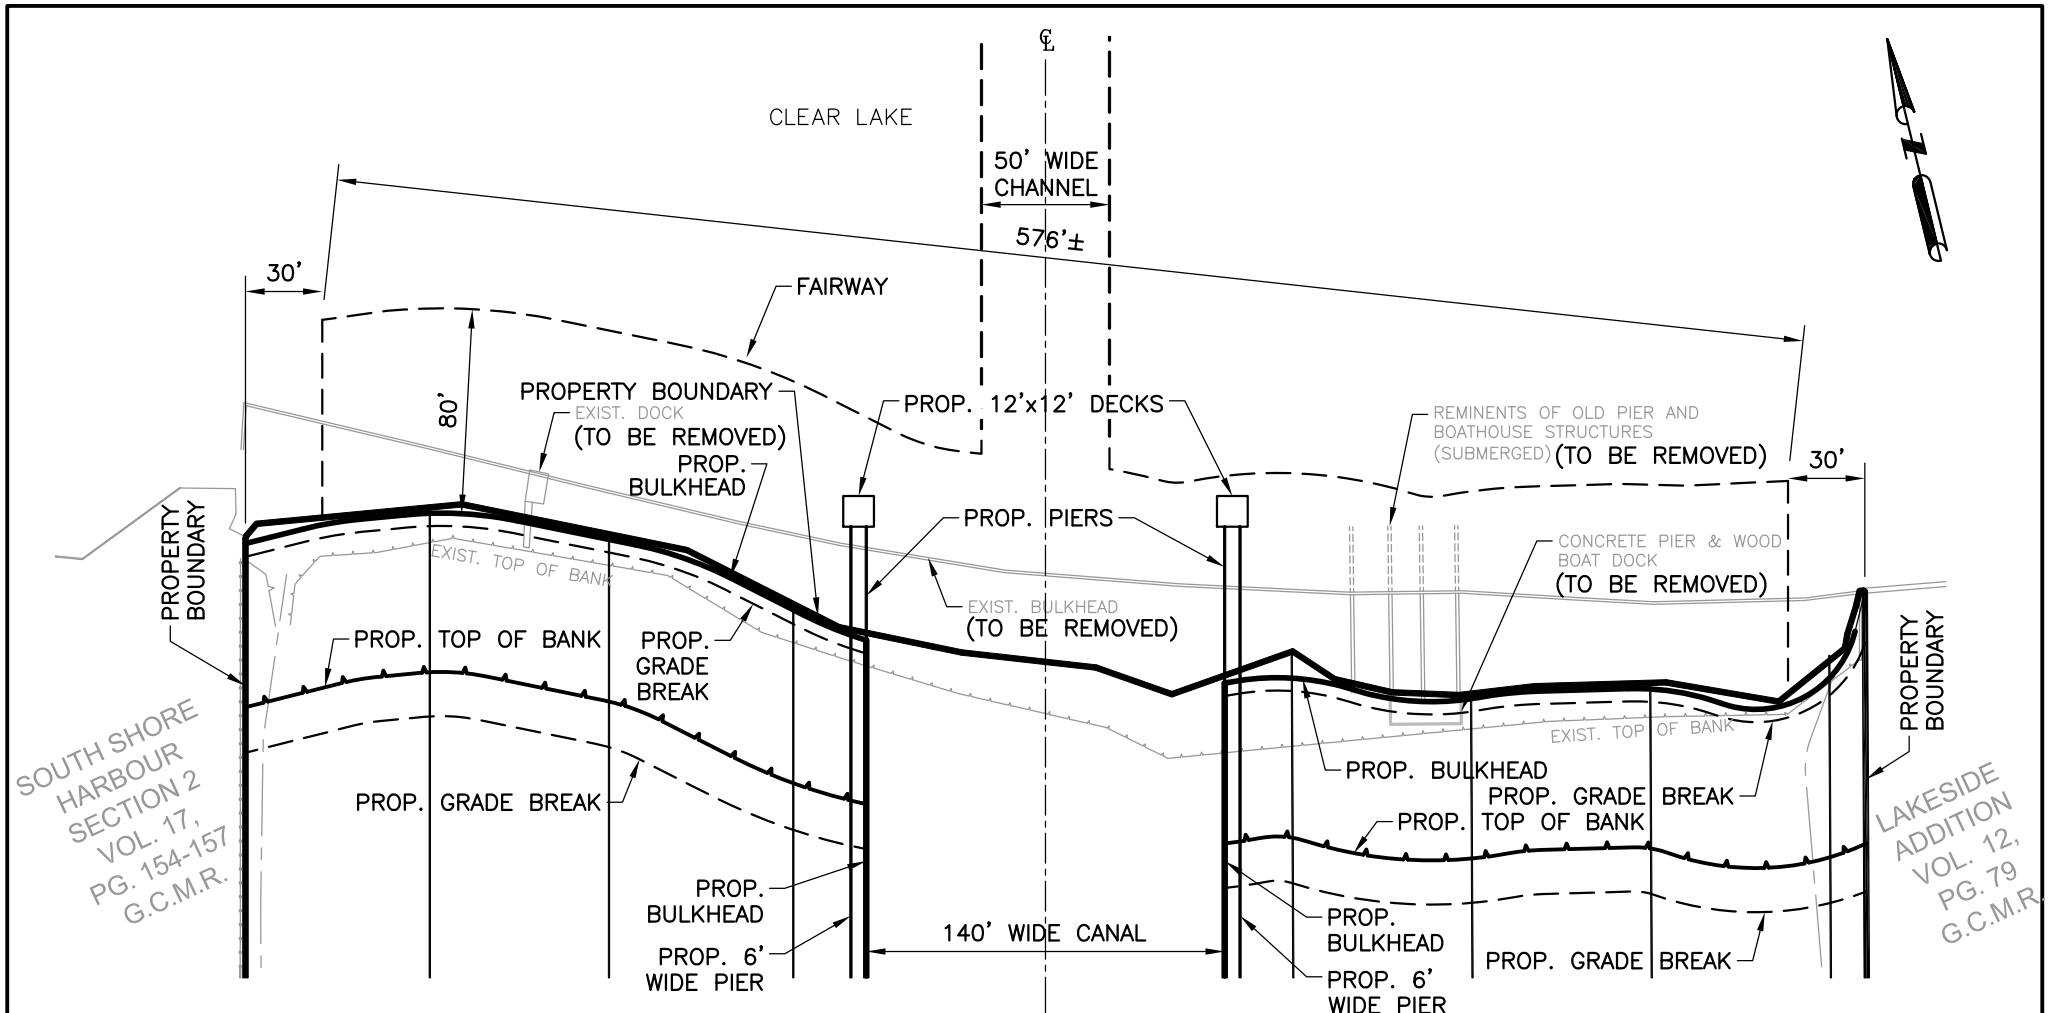 ℄
CLEAR LAKE
50' WIDE
CHANNEL
576'±
30'
FAIRWAY
80'
PROPERTY BOUNDARY
EXIST. DOCK
(TO BE REMOVED)
PROP.
BULKHEAD
PROP. 12'x12' DECKS
REMINENTS OF OLD PIER AND
BOATHOUSE STRUCTURES
(SUBMERGED) (TO BE REMOVED)
30'
PROPERTY
BOUNDARY
EXIST. TOP OF BANK
PROP. PIERS
CONCRETE PIER & WOOD
BOAT DOCK
(TO BE REMOVED)
EXIST. BULKHEAD
(TO BE REMOVED)
PROP. TOP OF BANK
PROP.
GRADE
BREAK
PROPERTY
BOUNDARY
SOUTH SHORE
HARBOUR
SECTION 2
VOL. 17,
PG. 154-157
G.C.M.R.
EXIST. TOP OF BANK
PROP. BULKHEAD
PROP. GRADE BREAK
PROP. GRADE BREAK
PROP. TOP OF BANK
LAKESIDE
ADDITION
VOL. 12,
PG. 79
G.C.M.R.
PROP.
BULKHEAD
PROP. 6'
WIDE PIER
140' WIDE CANAL
PROP.
BULKHEAD
PROP. 6'
WIDE PIER
PROP. GRADE BREAK
N